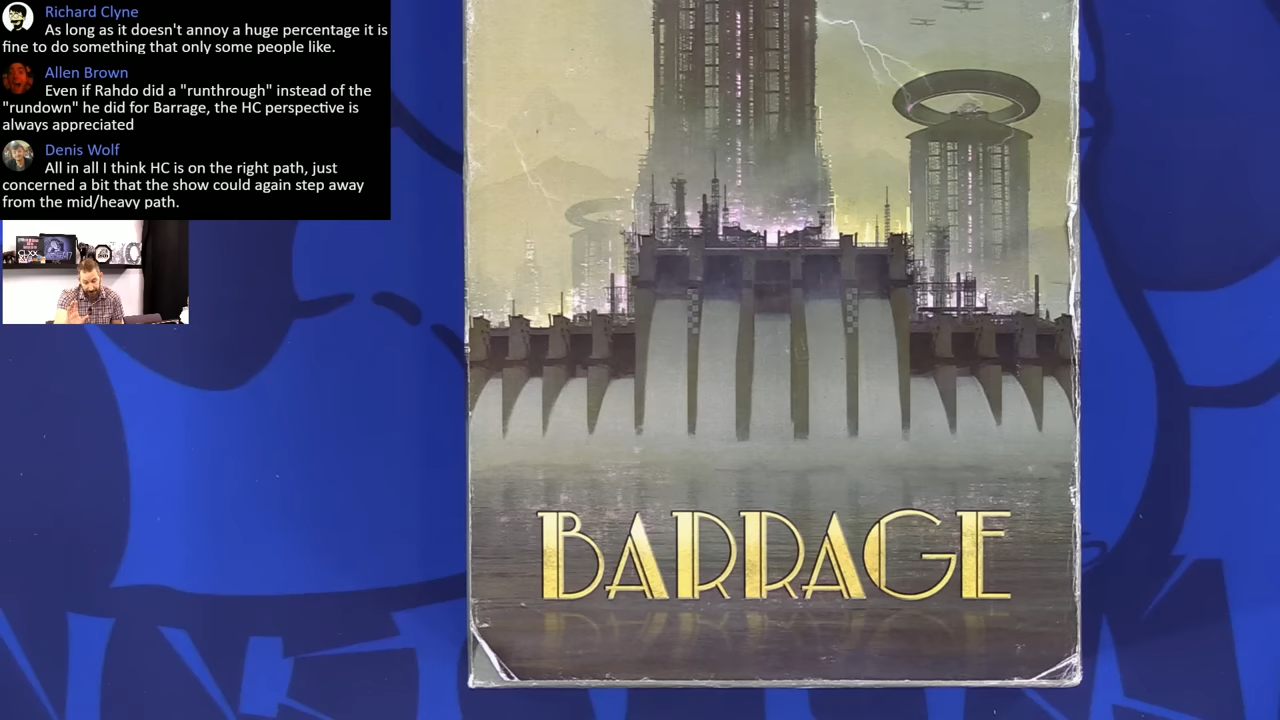 Richard Clyne
As long as it doesn't annoy a huge percentage it is
fine to do something that only some people like.
Allen Brown
Even if Rahdo did a "runthrough" instead of the
"rundown" he did for Barrage, the HC perspective is
always appreciated
Denis Wolf
All in all I think HC is on the right path, just
concerned a bit that the show could again step away
from the mid/heavy path.
BARRAGE